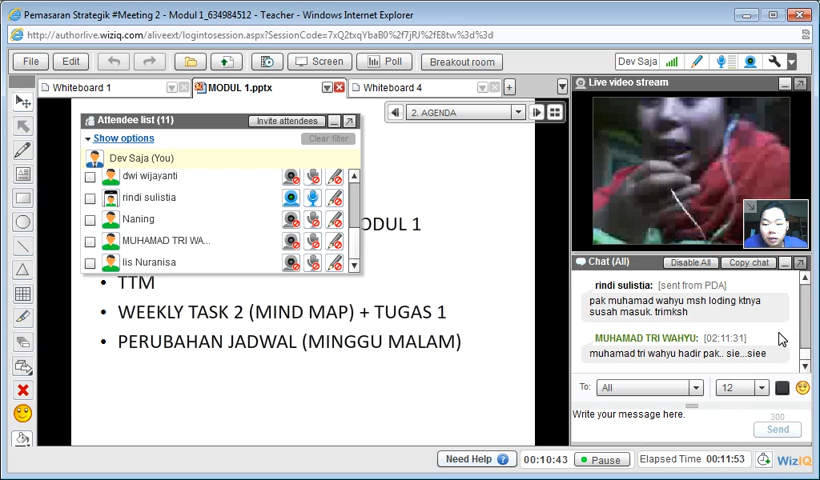 Pemasaran Strategik #Meeting 2 - Modul 1_634984512 - Teacher - Windows Internet Explorer
http://authorlive.wiziq.com/aliveext/logintosession.aspx?SessionCode=7xQ2txqYbaB0%2f7jRJ%2fE8tw%3d%3d
File
Edit
Screen
Poll
Breakout room
Dev Saja
Whiteboard 1
MODUL 1.pptx
Whiteboard 4
Live video stream
Attendee list (11)
Invite attendees
2. AGENDA
Show options
Clear filter
Dev Saja (You)
dwi wijayanti
rindi sulistia
Naning
MUHAMAD TRI WA...
Iis Nuranisa
ODUL 1
• TTM
• WEEKLY TASK 2 (MIND MAP) + TUGAS 1
• PERUBAHAN JADWAL (MINGGU MALAM)
Chat (All)
Disable All
Copy chat
rindi sulistia: [sent from PDA]
pak muhamad wahyu msh loding ktnya
susah masuk. trimksh
MUHAMAD TRI WAHYU: [02:11:31]
muhamad tri wahyu hadir pak.. sie...siee
To:
All
12
Write your message here.
300
Send
Need Help ?
00:10:43
Pause
Elapsed Time
00:11:53
WizIQ